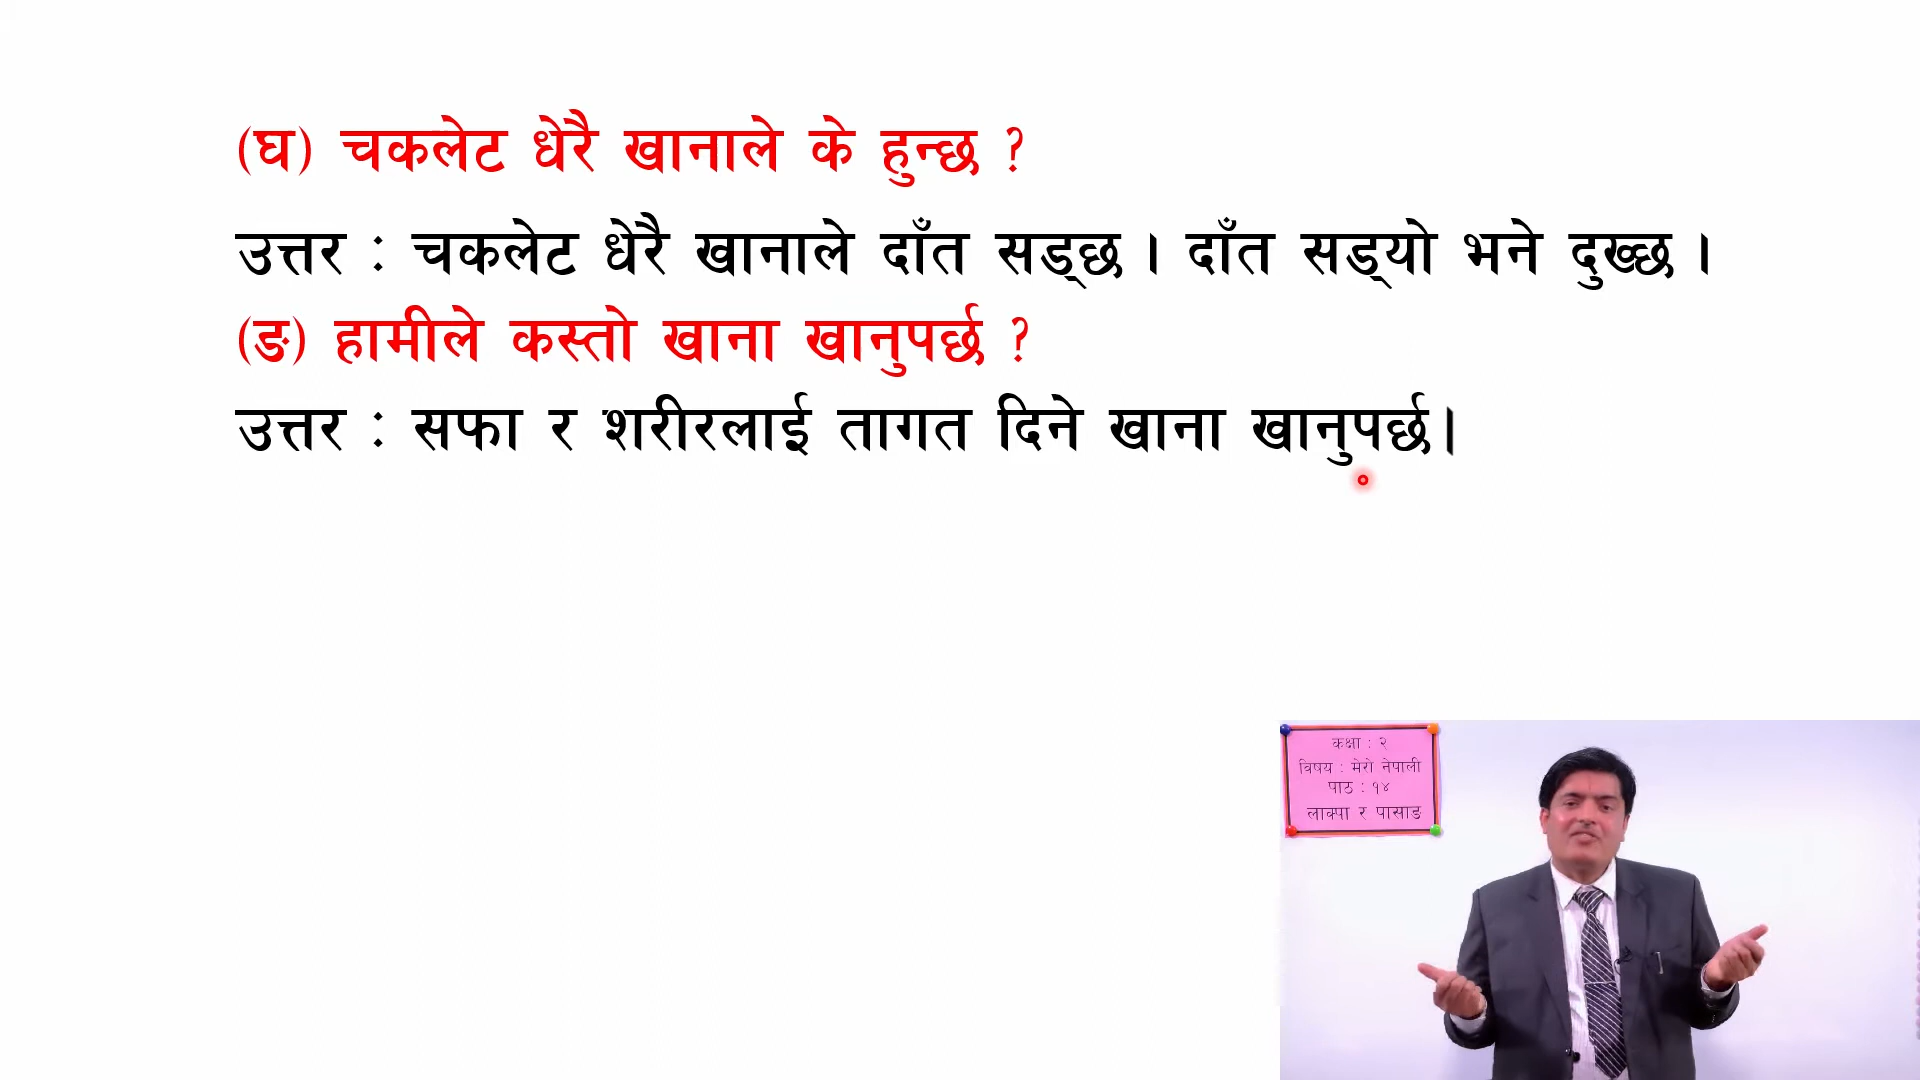 (घ) चकलेट धेरै खानाले के हुन्छ ?
उत्तर : चकलेट धेरै खानाले दाँत सड्छ । दाँत सड्यो भने दुख्छ ।
(ङ) हामीले कस्तो खाना खानुपर्छ ?
उत्तर : सफा र शरीरलाई तागत दिने खाना खानुपर्छ।
कक्षा : २
विषय : मेरो नेपाली
पाठ : १४
लाक्पा र पासाङ